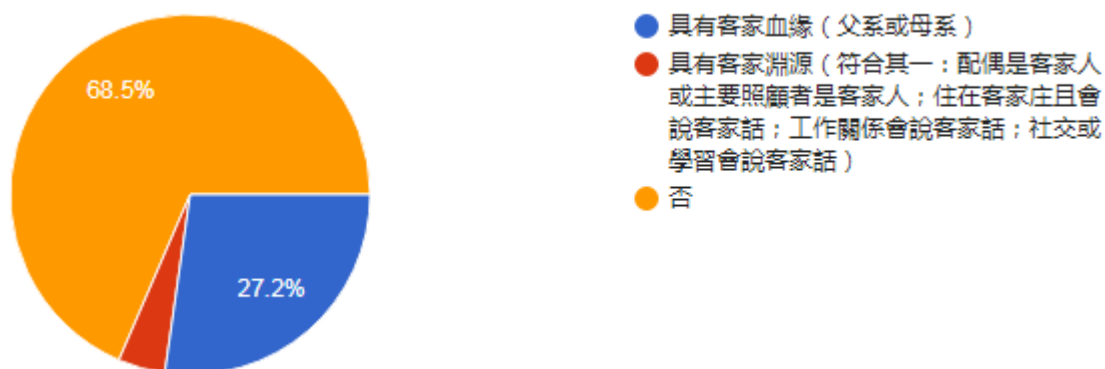 68.5%
27.2%
具有客家血缘（父系或母系）
具有客家淵源（符合其一：配偶是客家人
或主要照顧者是客家人；住在客家庄且會
說客家話；工作關係會說客家話；社交或
學習會說客家話）
否